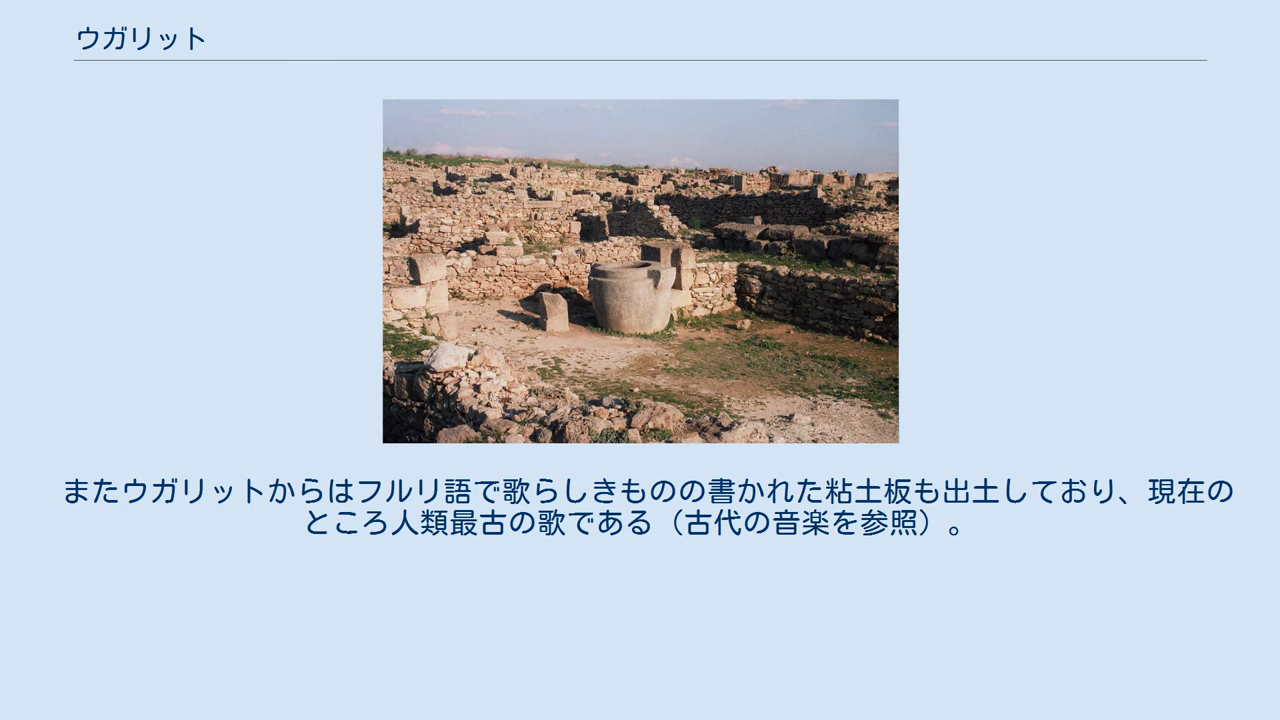 ウガリット
またウガリットからはフルリ語で歌らしきものの書かれた粘土板も出土しており、現在の
ところ人類最古の歌である（古代の音楽を参照）。